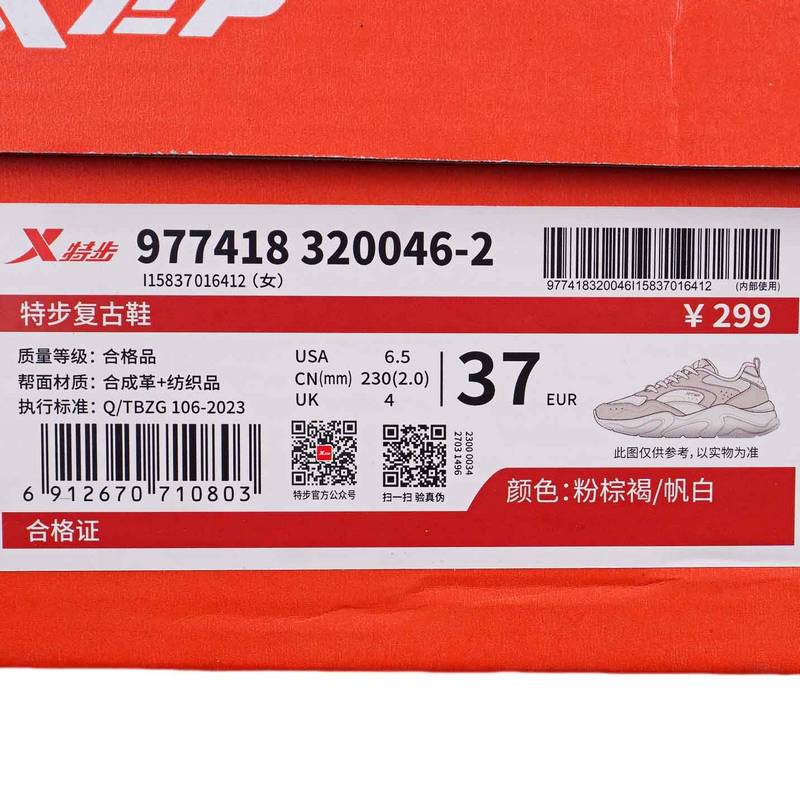 XTEP
X 特步 977418 320046-2
I15837016412（女）
977418320046I15837016412 (内部使用)
特步复古鞋 ¥ 299
质量等级：合格品
帮面材质：合成革+纺织品
执行标准：Q/TBZG 106-2023
USA 6.5
CN(mm) 230(2.0)
UK 4
37 EUR
此图仅供参考，以实物为准
6 912670 710803
特步官方公众号
扫一扫 验真伪
2300 0034
2703 1496
颜色：粉棕褐/帆白
合格证